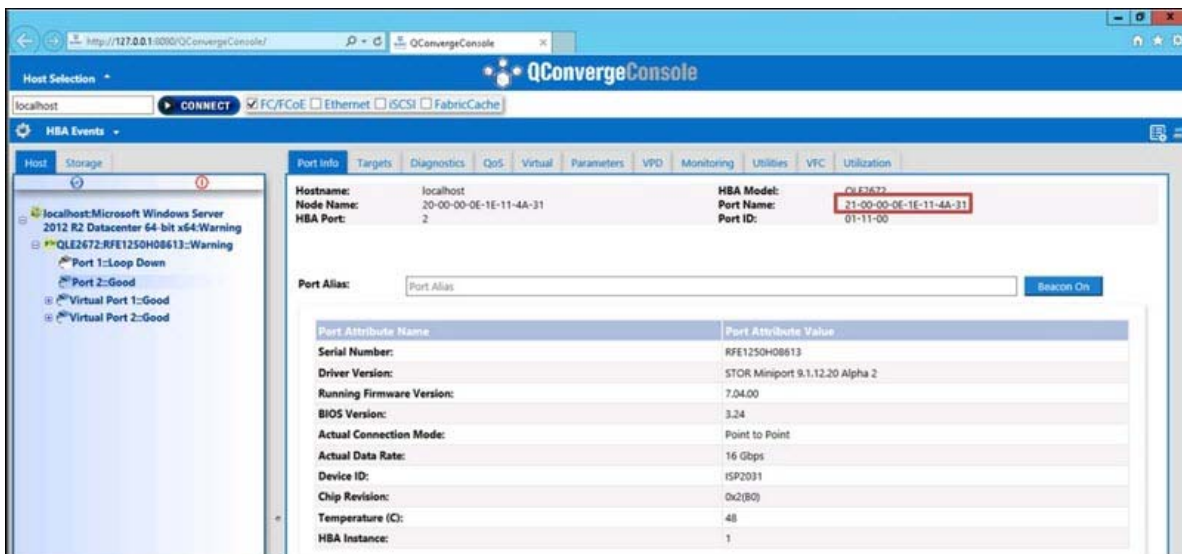 http://127.0.0.1:8080/QConvergeConsole/
QConvergeConsole
Host Selection
QConvergeConsole
localhost CONNECT FC/FCoE Ethernet iSCSI FabricCache
HBA Events
Host Storage
localhost:Microsoft Windows Server
2012 R2 Datacenter 64-bit x64:Warning
QLE2672:RFE1250H08613::Warning
Port 1::Loop Down
Port 2::Good
Virtual Port 1::Good
Virtual Port 2::Good
Port Info Targets Diagnostics QoS Virtual Parameters VPD Monitoring Utilities VFC Utilization
Hostname: localhost HBA Model: QLE2672
Node Name: 20-00-00-0E-1E-11-4A-31 Port Name: 21-00-00-0E-1E-11-4A-31
HBA Port: 2 Port ID: 01-11-00
Port Alias: Port Alias Beacon On
Port Attribute Name Port Attribute Value
Serial Number: RFE1250H08613
Driver Version: STOR Miniport 9.1.12.20 Alpha 2
Running Firmware Version: 7.04.00
BIOS Version: 3.24
Actual Connection Mode: Point to Point
Actual Data Rate: 16 Gbps
Device ID: ISP2031
Chip Revision: 0x2(B0)
Temperature (C): 48
HBA Instance: 1